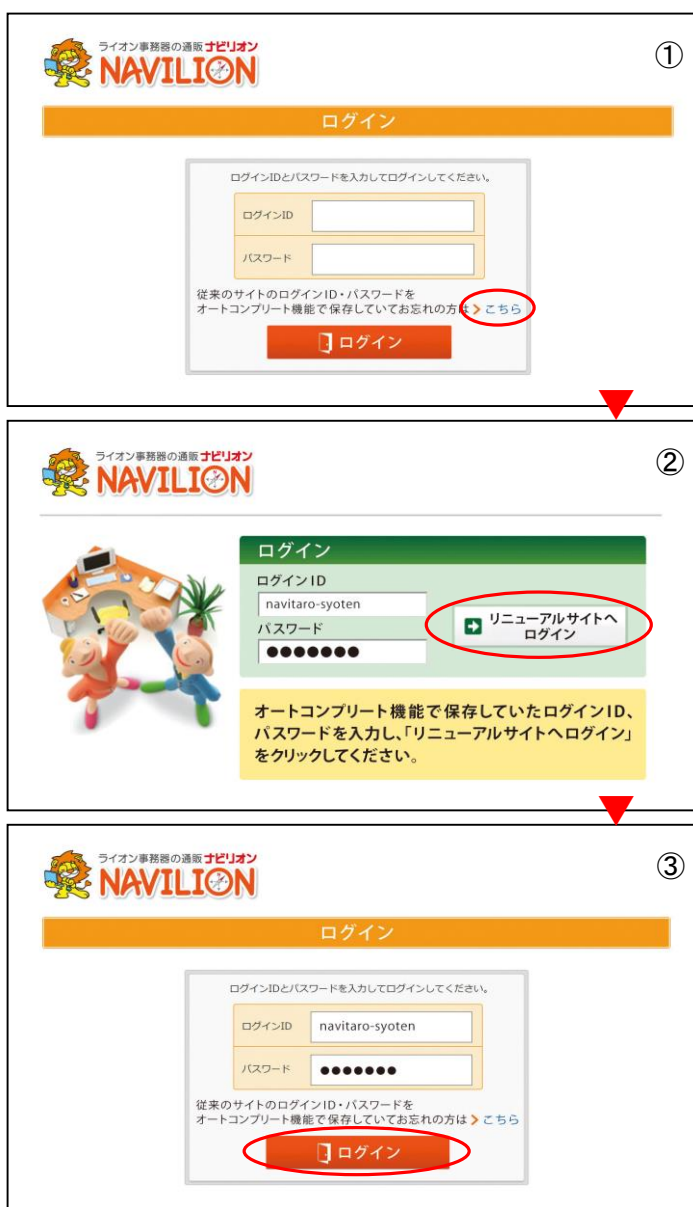 ライオン事務器の通販 ナビリオン
NAVILION
①
ログイン
ログインIDとパスワードを入力してログインしてください。
ログインID
パスワード
従来のサイトのログインID・パスワードを
オートコンプリート機能で保存していてお忘れの方は > こちら
ログイン
ライオン事務器の通販 ナビリオン
NAVILION
②
ログイン
ログインID
navitaro-syoten
パスワード
●●●●●●●
リニューアルサイトへ
ログイン
オートコンプリート機能で保存していたログインID、
パスワードを入力し、「リニューアルサイトへログイン」
をクリックしてください。
ライオン事務器の通販 ナビリオン
NAVILION
③
ログイン
ログインIDとパスワードを入力してログインしてください。
ログインID navitaro-syoten
パスワード ●●●●●●●
従来のサイトのログインID・パスワードを
オートコンプリート機能で保存していてお忘れの方は > こちら
ログイン